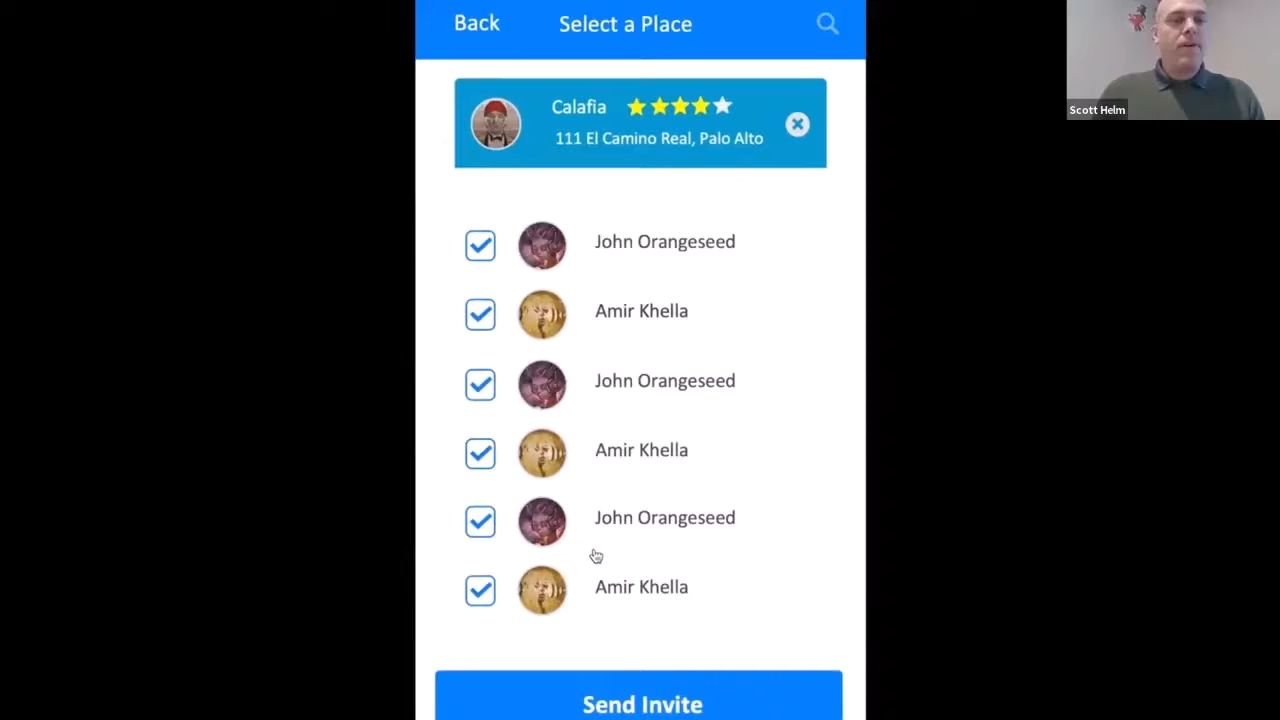 Back Select a Place
Scott Helm
Calafia
111 El Camino Real, Palo Alto
John Orangeseed
Amir Khella
John Orangeseed
Amir Khella
John Orangeseed
Amir Khella
Send Invite